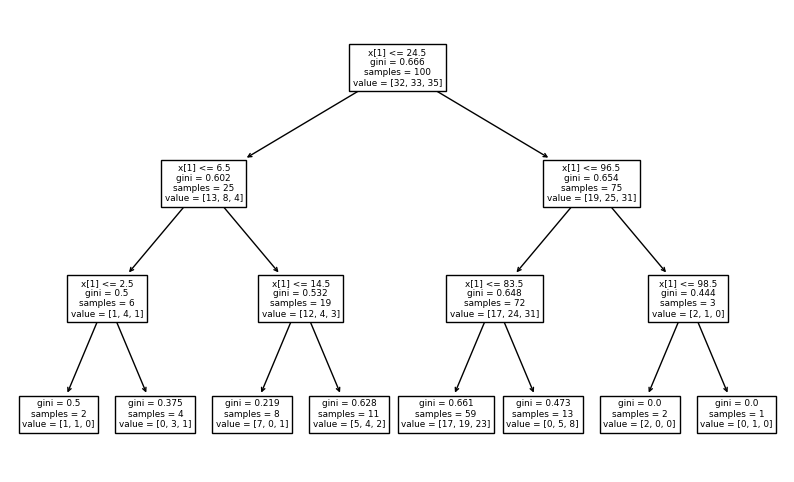 x[1] <= 24.5
gini = 0.666
samples = 100
value = [32, 33, 35]
x[1] <= 6.5
gini = 0.602
samples = 25
value = [13, 8, 4]
x[1] <= 96.5
gini = 0.654
samples = 75
value = [19, 25, 31]
x[1] <= 2.5
gini = 0.5
samples = 6
value = [1, 4, 1]
x[1] <= 14.5
gini = 0.532
samples = 19
value = [12, 4, 3]
x[1] <= 83.5
gini = 0.648
samples = 72
value = [17, 24, 31]
x[1] <= 98.5
gini = 0.444
samples = 3
value = [2, 1, 0]
gini = 0.5
samples = 2
value = [1, 1, 0]
gini = 0.375
samples = 4
value = [0, 3, 1]
gini = 0.219
samples = 8
value = [7, 0, 1]
gini = 0.628
samples = 11
value = [5, 4, 2]
gini = 0.661
samples = 59
value = [17, 19, 23]
gini = 0.473
samples = 13
value = [0, 5, 8]
gini = 0.0
samples = 2
value = [2, 0, 0]
gini = 0.0
samples = 1
value = [0, 1, 0]